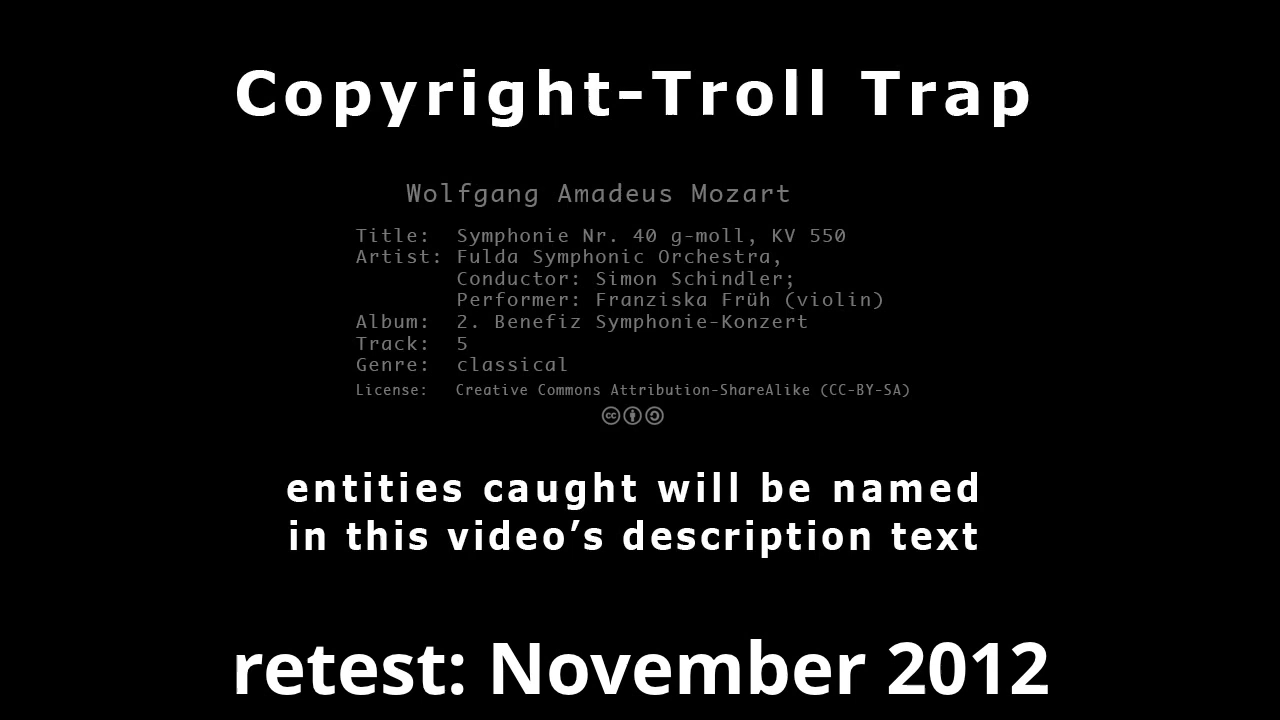 Copyright-Troll Trap
Wolfgang Amadeus Mozart
Title: Symphonie Nr. 40 g-moll, KV 550
Artist: Fulda Symphonic Orchestra,
Conductor: Simon Schindler;
Performer: Franziska Früh (violin)
Album: 2. Benefiz Symphonie-Konzert
Track: 5
Genre: classical
License: Creative Commons Attribution-ShareAlike (CC-BY-SA)
cc
entities caught will be named
in this video’s description text
retest: November 2012